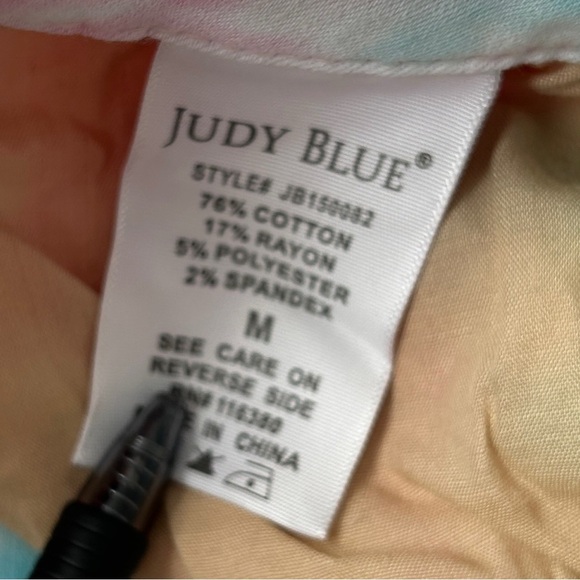 JUDY BLUE®
STYLE# JB150082
76% COTTON
17% RAYON
5% POLYESTER
2% SPANDEX
M
SEE CARE ON
REVERSE SIDE
RN# 116380
IN CHINA